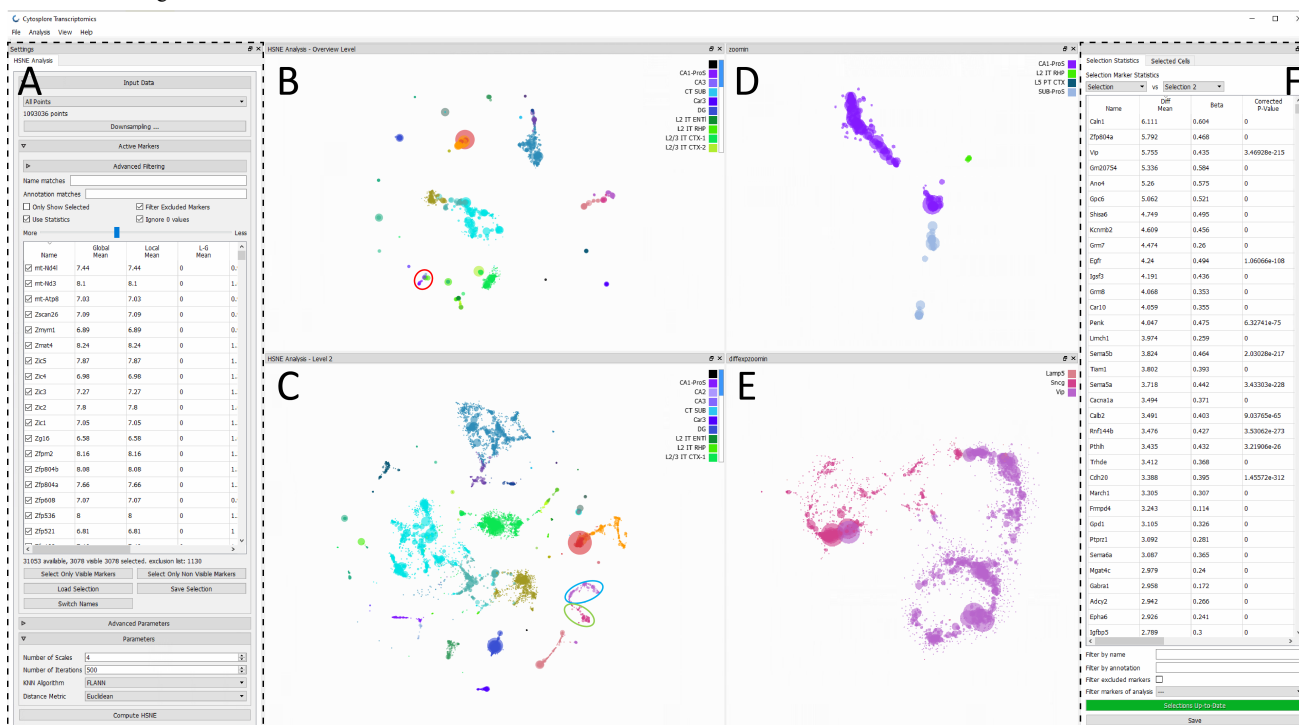 Cytosplore Transcriptomics
File Analysis View Help
Settings
HSNE Analysis
A
Input Data
All Points
1093036 points
Downsampling ...
Active Markers
Advanced Filtering
Name matches
Annotation matches
Only Show Selected Filter Excluded Markers
Use Statistics Ignore 0 values
More Less
Name Global Mean Local Mean L-G Mean
mt-Nd4l 7.44 7.44 0 0.
mt-Nd3 8.1 8.1 0 1.
mt-Atp8 7.03 7.03 0 0.
Zscan26 7.09 7.09 0 0.
Zmym1 6.89 6.89 0 0.
Zmat4 8.24 8.24 0 1.
Zic5 7.87 7.87 0 1.
Zic4 6.98 6.98 0 1.
Zic3 7.27 7.27 0 1.
Zic2 7.8 7.8 0 1.
Zic1 7.05 7.05 0 1.
Zg16 6.58 6.58 0 1.
Zfpm2 8.16 8.16 0 1.
Zfp804b 8.08 8.08 0 1.
Zfp804a 7.66 7.66 0 1.
Zfp608 7.07 7.07 0 0.
Zfp536 8 8 0 1.
Zfp521 6.81 6.81 0 1
31053 available, 3078 visible 3078 selected. exclusion list: 1130
Select Only Visible Markers Select Only Non Visible Markers
Load Selection Save Selection
Switch Names
Advanced Parameters
Parameters
Number of Scales 4
Number of Iterations 500
KNN Algorithm FLANN
Distance Metric Euclidean
Compute HSNE
HSNE Analysis - Overview Level
B
CA1-ProS
CA3
CT SUB
Car3
DG
L2 IT ENTl
L2 IT RHP
L2/3 IT CTX-1
L2/3 IT CTX-2
HSNE Analysis - Level 2
C
CA1-ProS
CA2
CA3
CT SUB
Car3
DG
L2 IT ENTl
L2 IT RHP
L2/3 IT CTX-1
zoomin
D
CA1-ProS
L2 IT RHP
L5 PT CTX
SUB-ProS
diffexpzoomin
E
Lamp5
Sncg
Vip
F
Selection Statistics Selected Cells
Selection Marker Statistics
Selection vs Selection 2
Name Diff Mean Beta Corrected P-Value
Caln1 6.111 0.604 0
Zfp804a 5.792 0.468 0
Vip 5.755 0.435 3.46928e-215
Gm20754 5.336 0.584 0
Ano4 5.26 0.575 0
Gpc6 5.062 0.521 0
Shisa6 4.749 0.495 0
Kcnmb2 4.609 0.456 0
Grm7 4.474 0.26 0
Egfr 4.24 0.494 1.06066e-108
Igsf3 4.191 0.436 0
Grm8 4.068 0.353 0
Car10 4.059 0.355 0
Penk 4.047 0.475 6.32741e-75
Limch1 3.974 0.259 0
Sema5b 3.824 0.464 2.03028e-217
Tiam1 3.802 0.393 0
Sema5a 3.718 0.442 3.43303e-228
Cacna1a 3.494 0.371 0
Calb2 3.491 0.403 9.03765e-65
Rnf144b 3.476 0.427 3.53062e-273
Pthlh 3.435 0.432 3.21906e-26
Trhde 3.412 0.368 0
Cdh20 3.388 0.395 1.45572e-312
March1 3.305 0.307 0
Frmpd4 3.243 0.114 0
Gpd1 3.105 0.326 0
Ptprz1 3.092 0.281 0
Sema6a 3.087 0.365 0
Mgat4c 2.979 0.24 0
Gabra1 2.958 0.172 0
Adcy2 2.942 0.266 0
Epha6 2.926 0.241 0
Igfbp5 2.789 0.3 0
Filter by name
Filter by annotation
Filter excluded markers
Filter markers of analysis ---
Selections Up-to-Date
Save